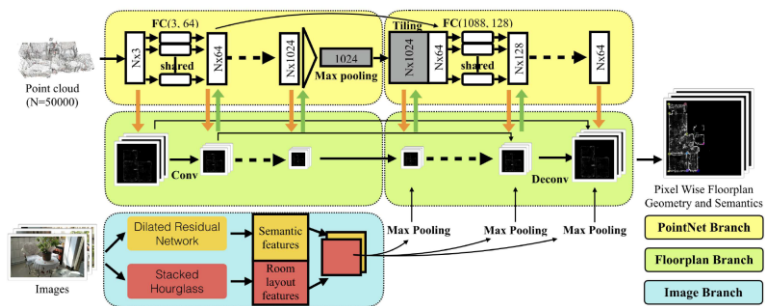 FC(3, 64)
Tiling
FC(1088, 128)
Nx3
shared
Nx64
Nx1024
1024
Max pooling
Nx1024
Nx64
shared
Nx128
Nx64
Point cloud
(N=50000)
Conv
Deconv
Pixel Wise Floorplan
Geometry and Semantics
Dilated Residual
Network
Semantic
features
Stacked
Hourglass
Room
layout
features
Images
Max Pooling
Max Pooling
Max Pooling
PointNet Branch
Floorplan Branch
Image Branch